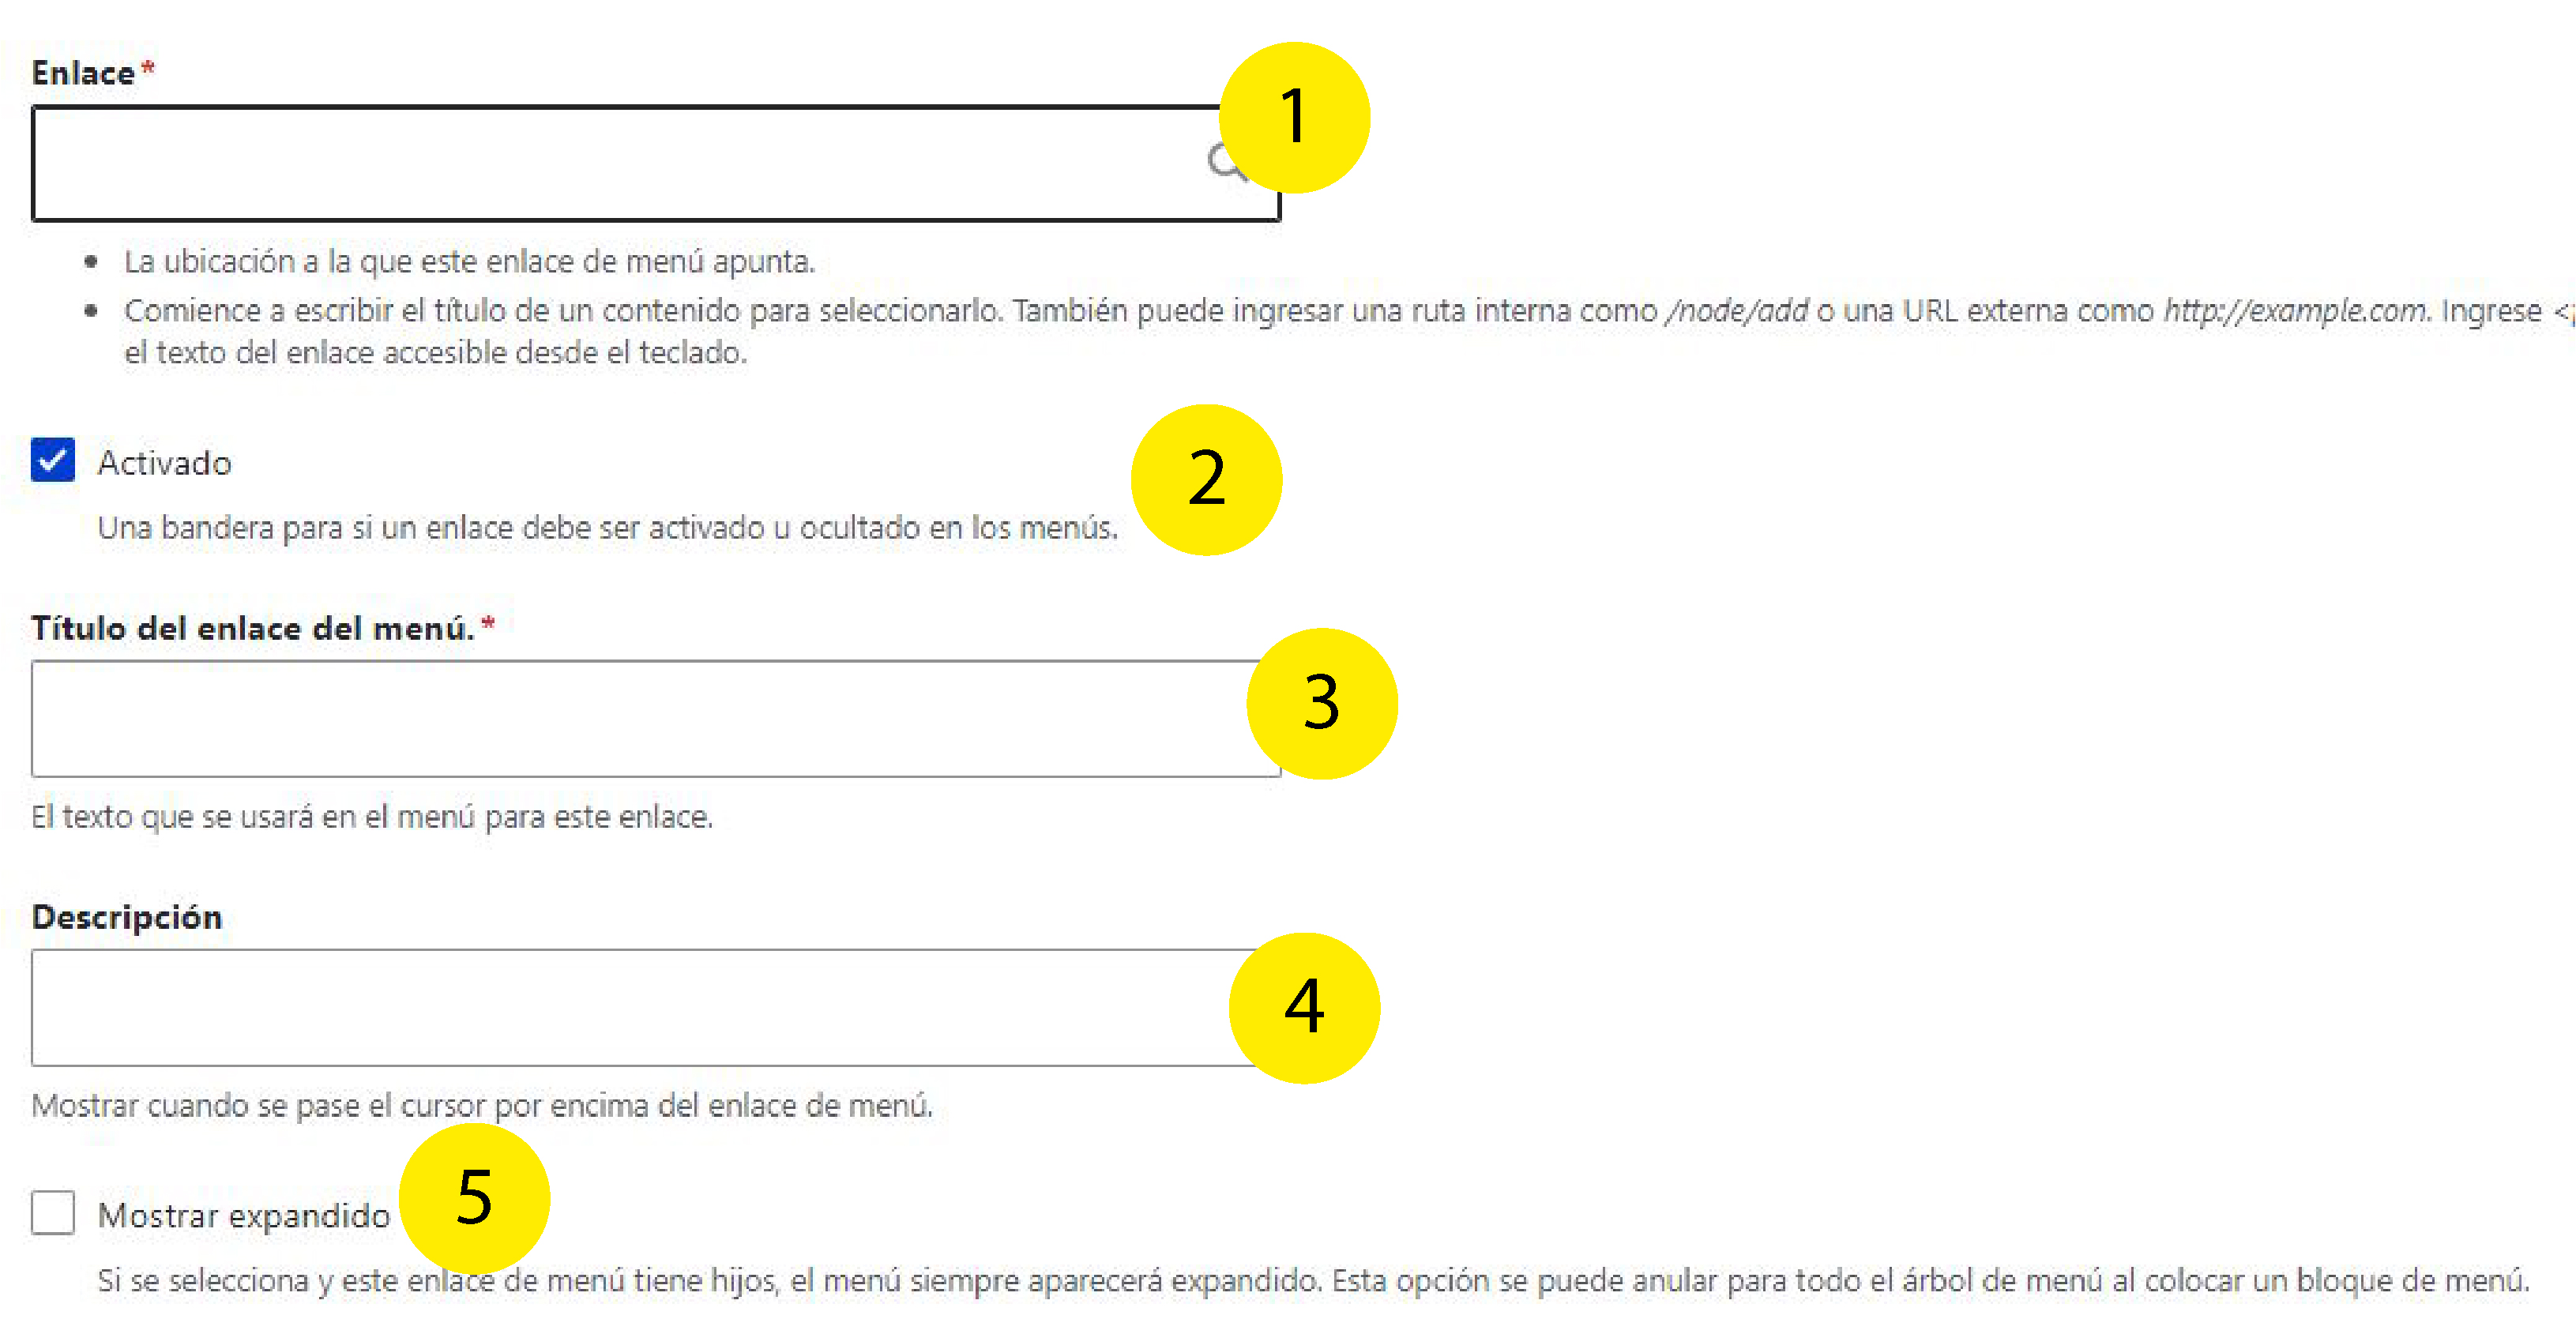 Enlace*
1
La ubicación a la que este enlace de menú apunta.
Comience a escribir el título de un contenido para seleccionarlo. También puede ingresar una ruta interna como /node/add o una URL externa como http://example.com. Ingrese <
el texto del enlace accesible desde el teclado.
Activado
2
Una bandera para si un enlace debe ser activado u ocultado en los menús.
Título del enlace del menú.*
3
El texto que se usará en el menú para este enlace.
Descripción
4
Mostrar cuando se pase el cursor por encima del enlace de menú.
5
Mostrar expandido
Si se selecciona y este enlace de menú tiene hijos, el menú siempre aparecerá expandido. Esta opción se puede anular para todo el árbol de menú al colocar un bloque de menú.